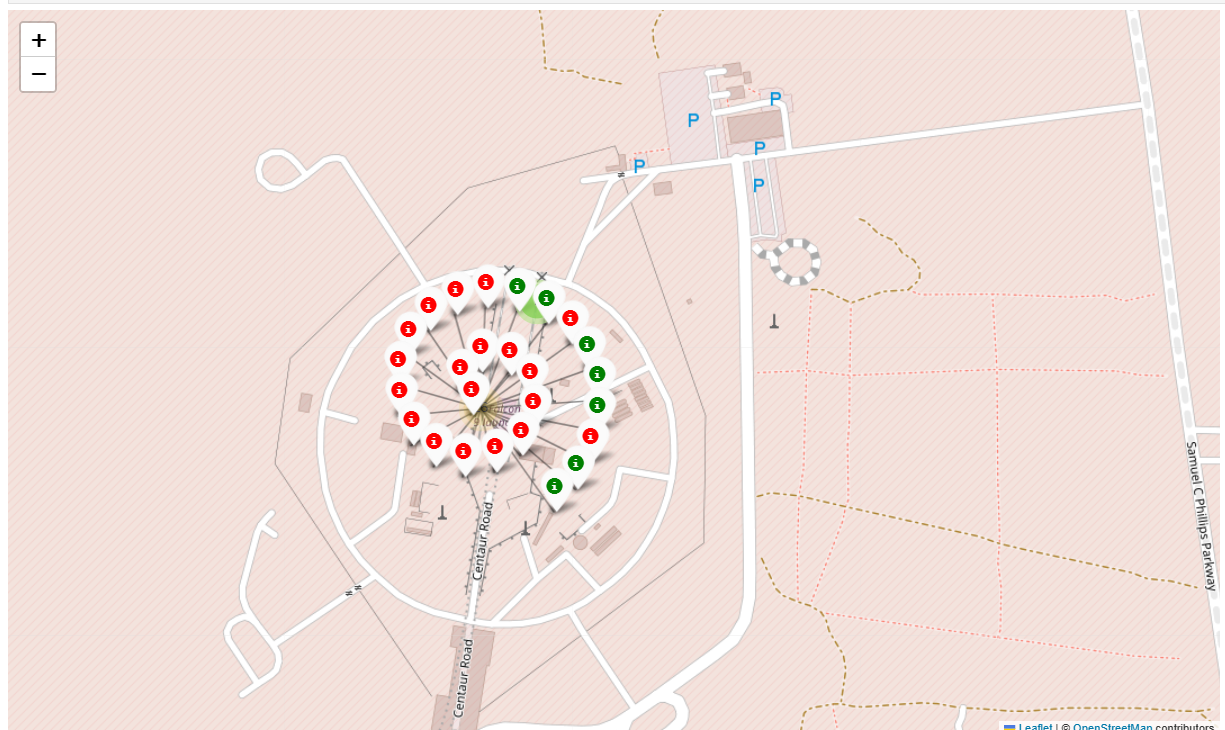 +
−
P
P
P
P
P
Samuel C Phillips Parkway
Centaur Road
Centaur Road
Leaflet | © OpenStreetMap contributors